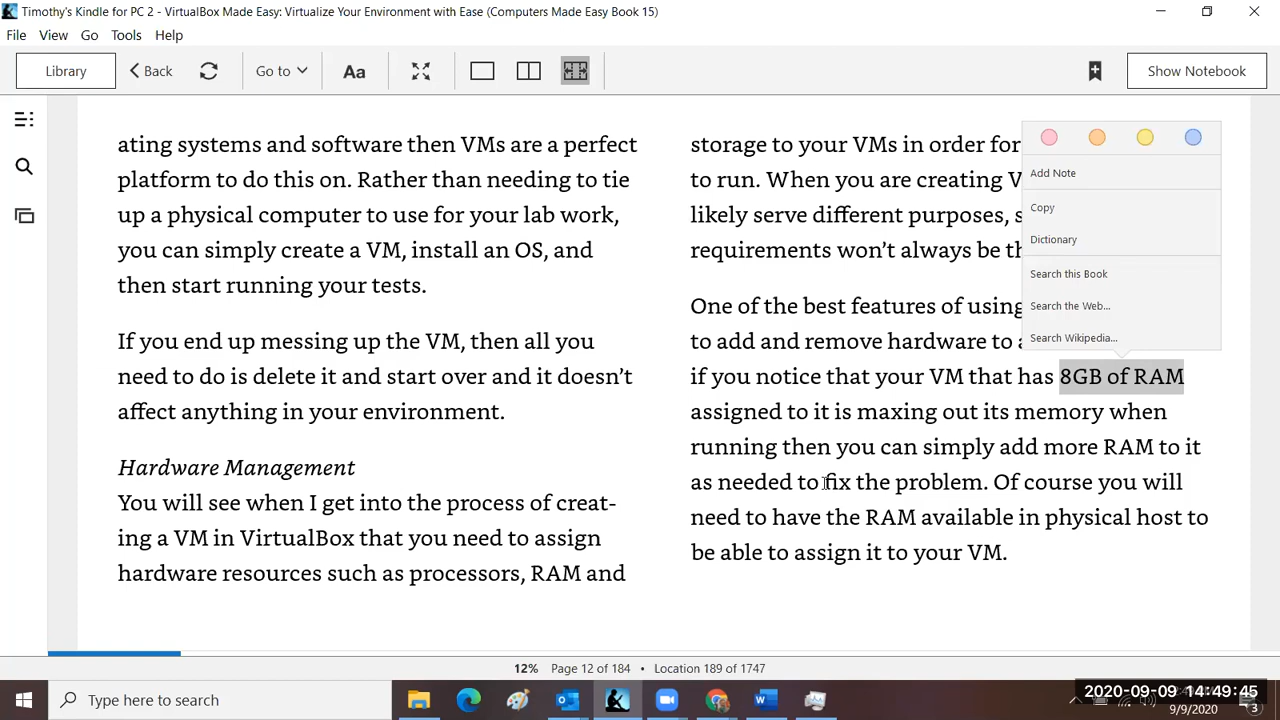 Timothy's Kindle for PC 2 - VirtualBox Made Easy: Virtualize Your Environment with Ease (Computers Made Easy Book 15)
File View Go Tools Help
Library Back Go to Aa Show Notebook
ating systems and software then VMs are a perfect
platform to do this on. Rather than needing to tie
up a physical computer to use for your lab work,
you can simply create a VM, install an OS, and
then start running your tests.
If you end up messing up the VM, then all you
need to do is delete it and start over and it doesn't
affect anything in your environment.
Hardware Management
You will see when I get into the process of creat-
ing a VM in VirtualBox that you need to assign
hardware resources such as processors, RAM and
storage to your VMs in order for
to run. When you are creating
likely serve different purposes,
requirements won't always be
One of the best features of using
to add and remove hardware to
if you notice that your VM that has 8GB of RAM
assigned to it is maxing out its memory when
running then you can simply add more RAM to it
as needed to fix the problem. Of course you will
need to have the RAM available in physical host to
be able to assign it to your VM.
Add Note
Copy
Dictionary
Search this Book
Search the Web...
Search Wikipedia...
12% Page 12 of 184 • Location 189 of 1747
Type here to search
2020-09-09 14:49:45
9/9/2020
3